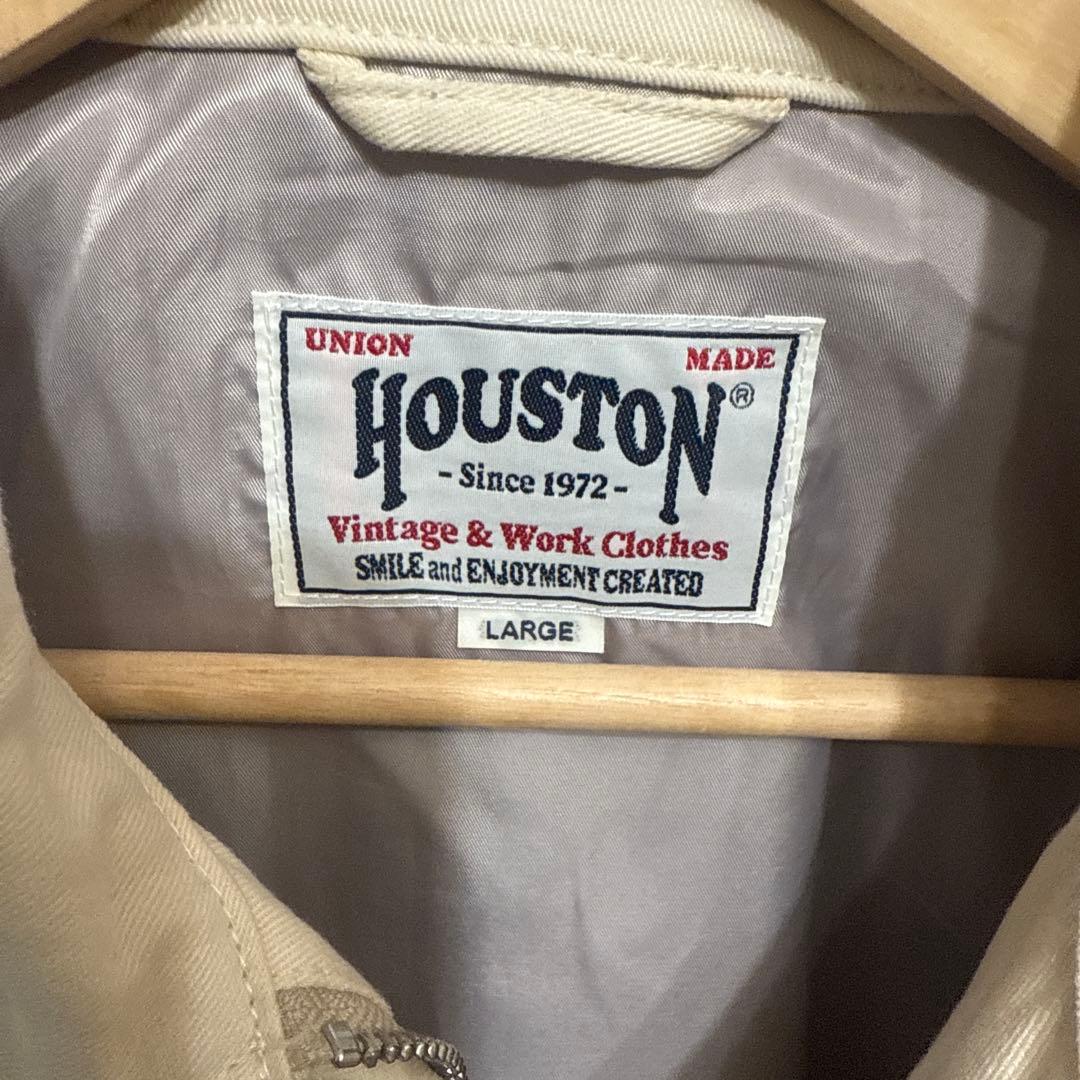 UNION MADE
HOUSTON®
- Since 1972 -
Vintage & Work Clothes
SMILE and ENJOYMENT CREATED
LARGE